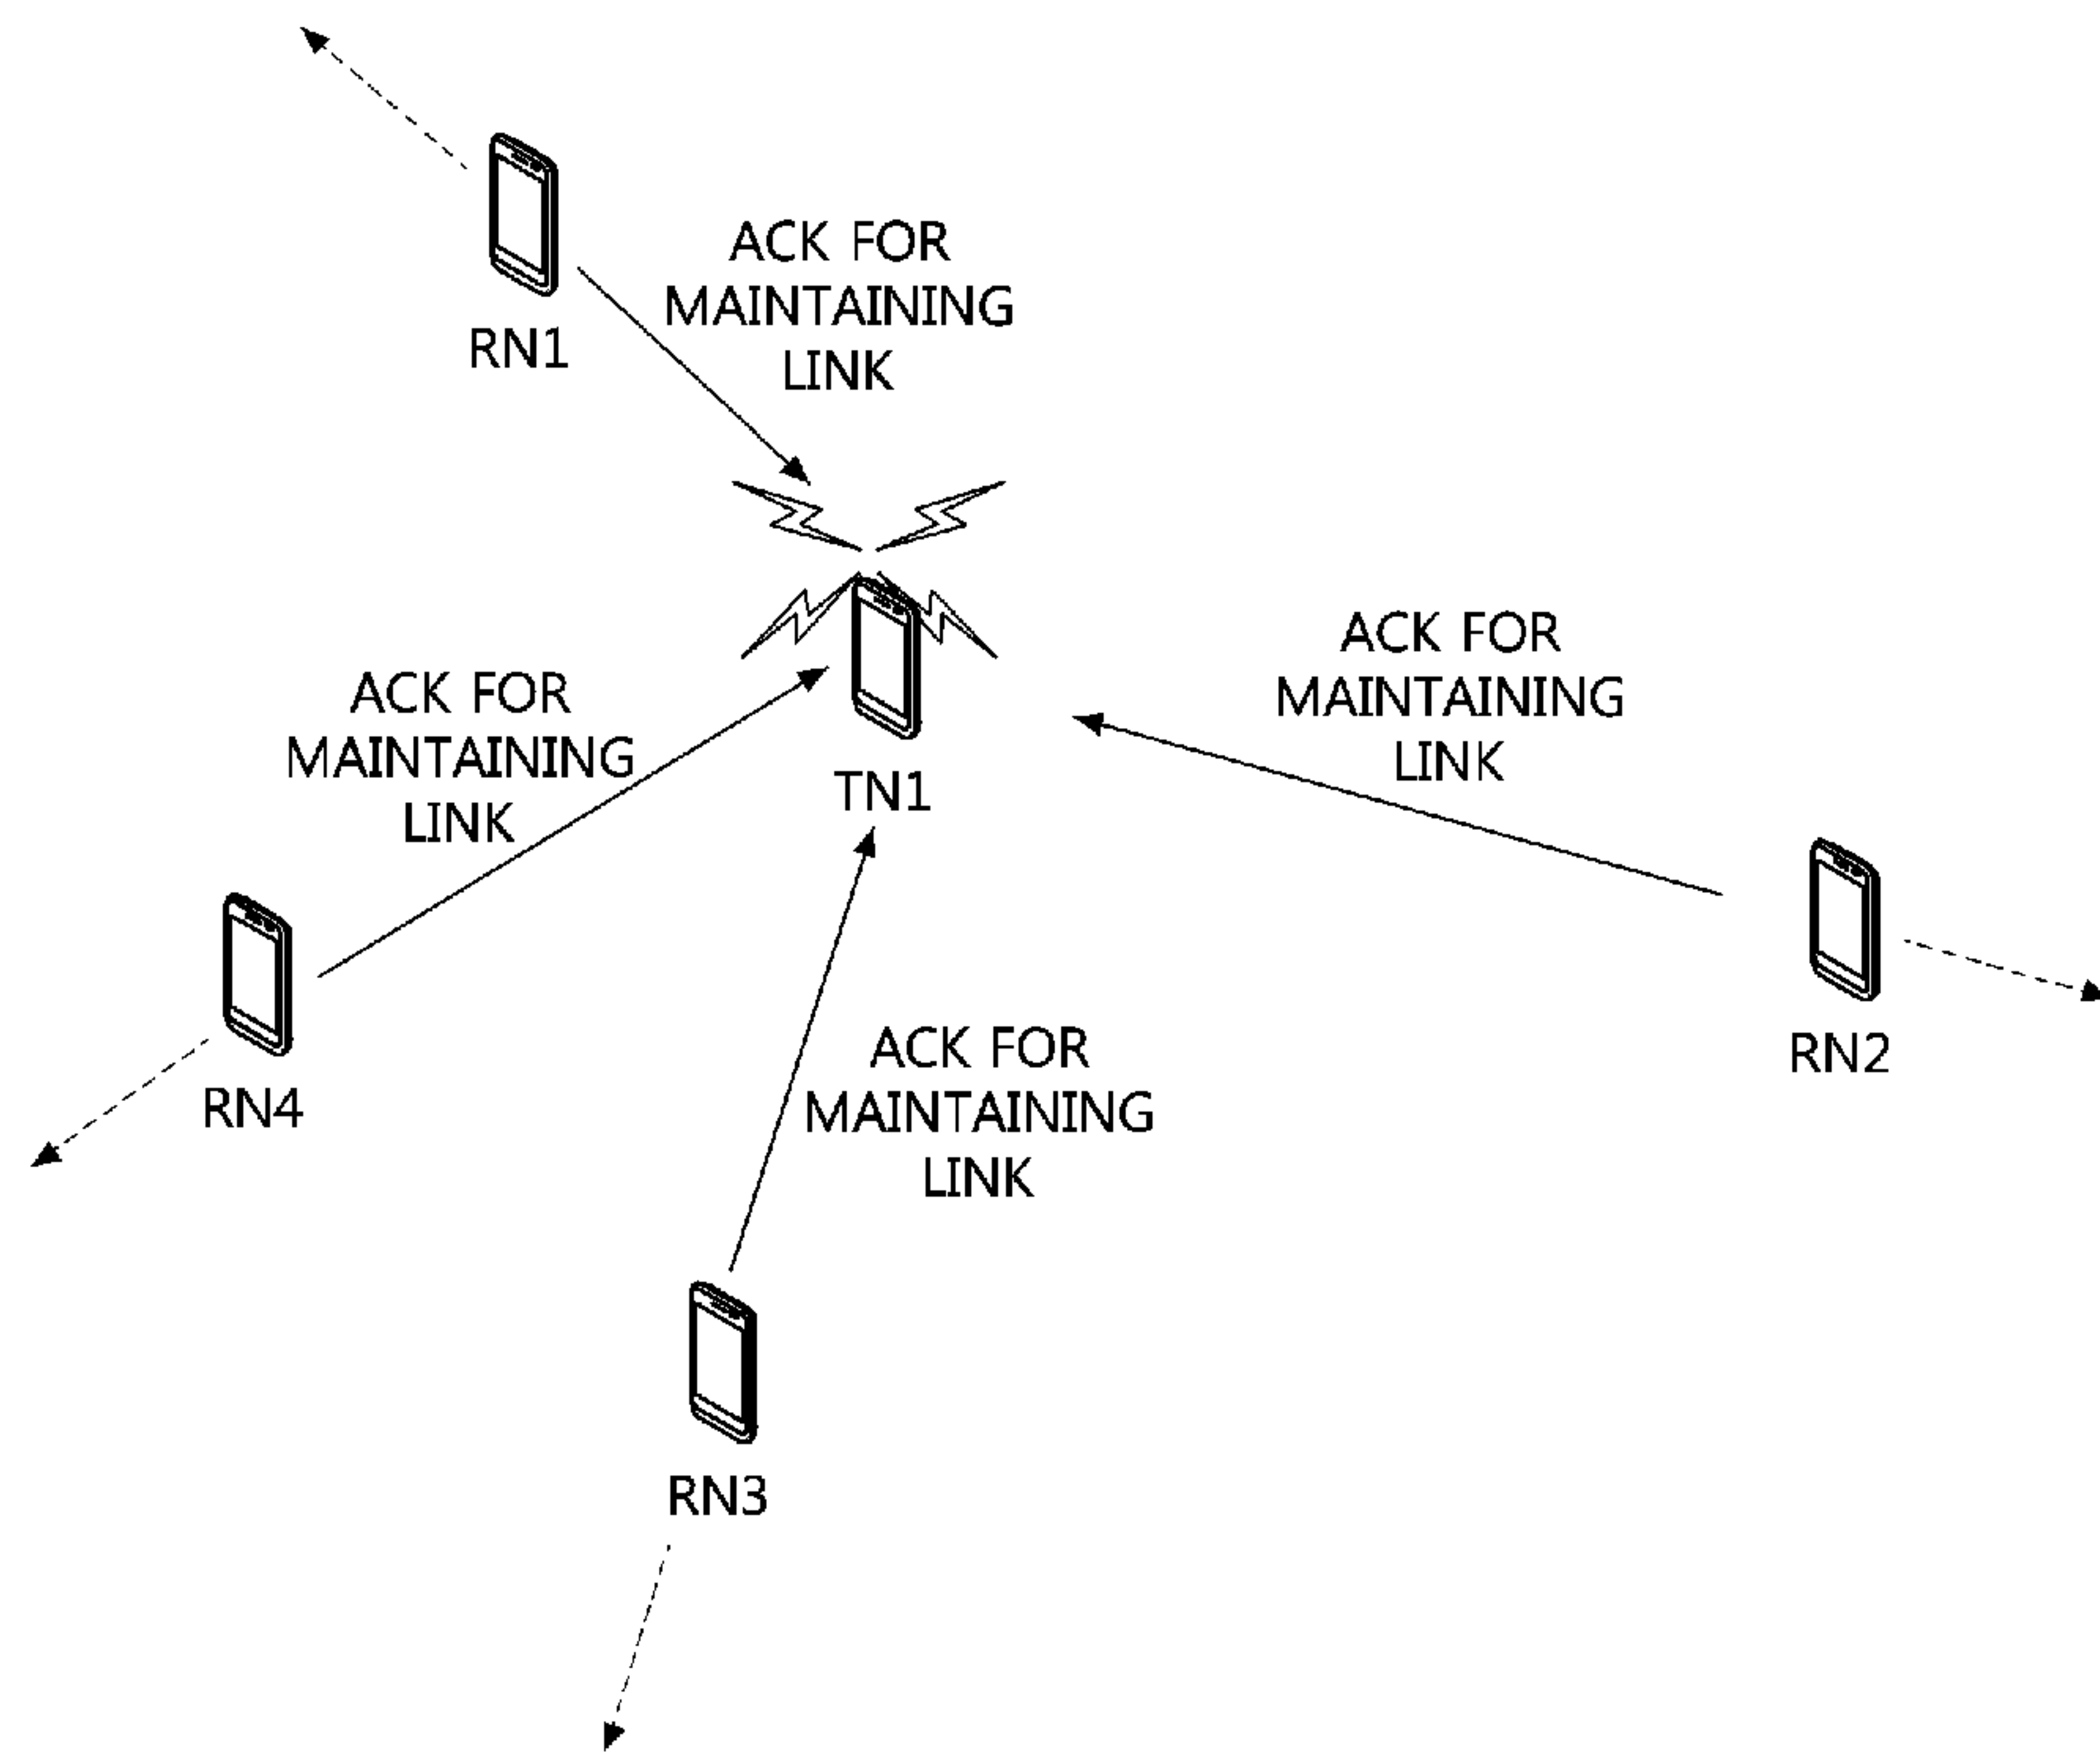 ACK FOR
MAINTAINING
LINK
RN1
ACK FOR
MAINTAINING
LINK
ACK FOR
MAINTAINING
LINK
TN1
RN2
RN4
ACK FOR
MAINTAINING
LINK
RN3